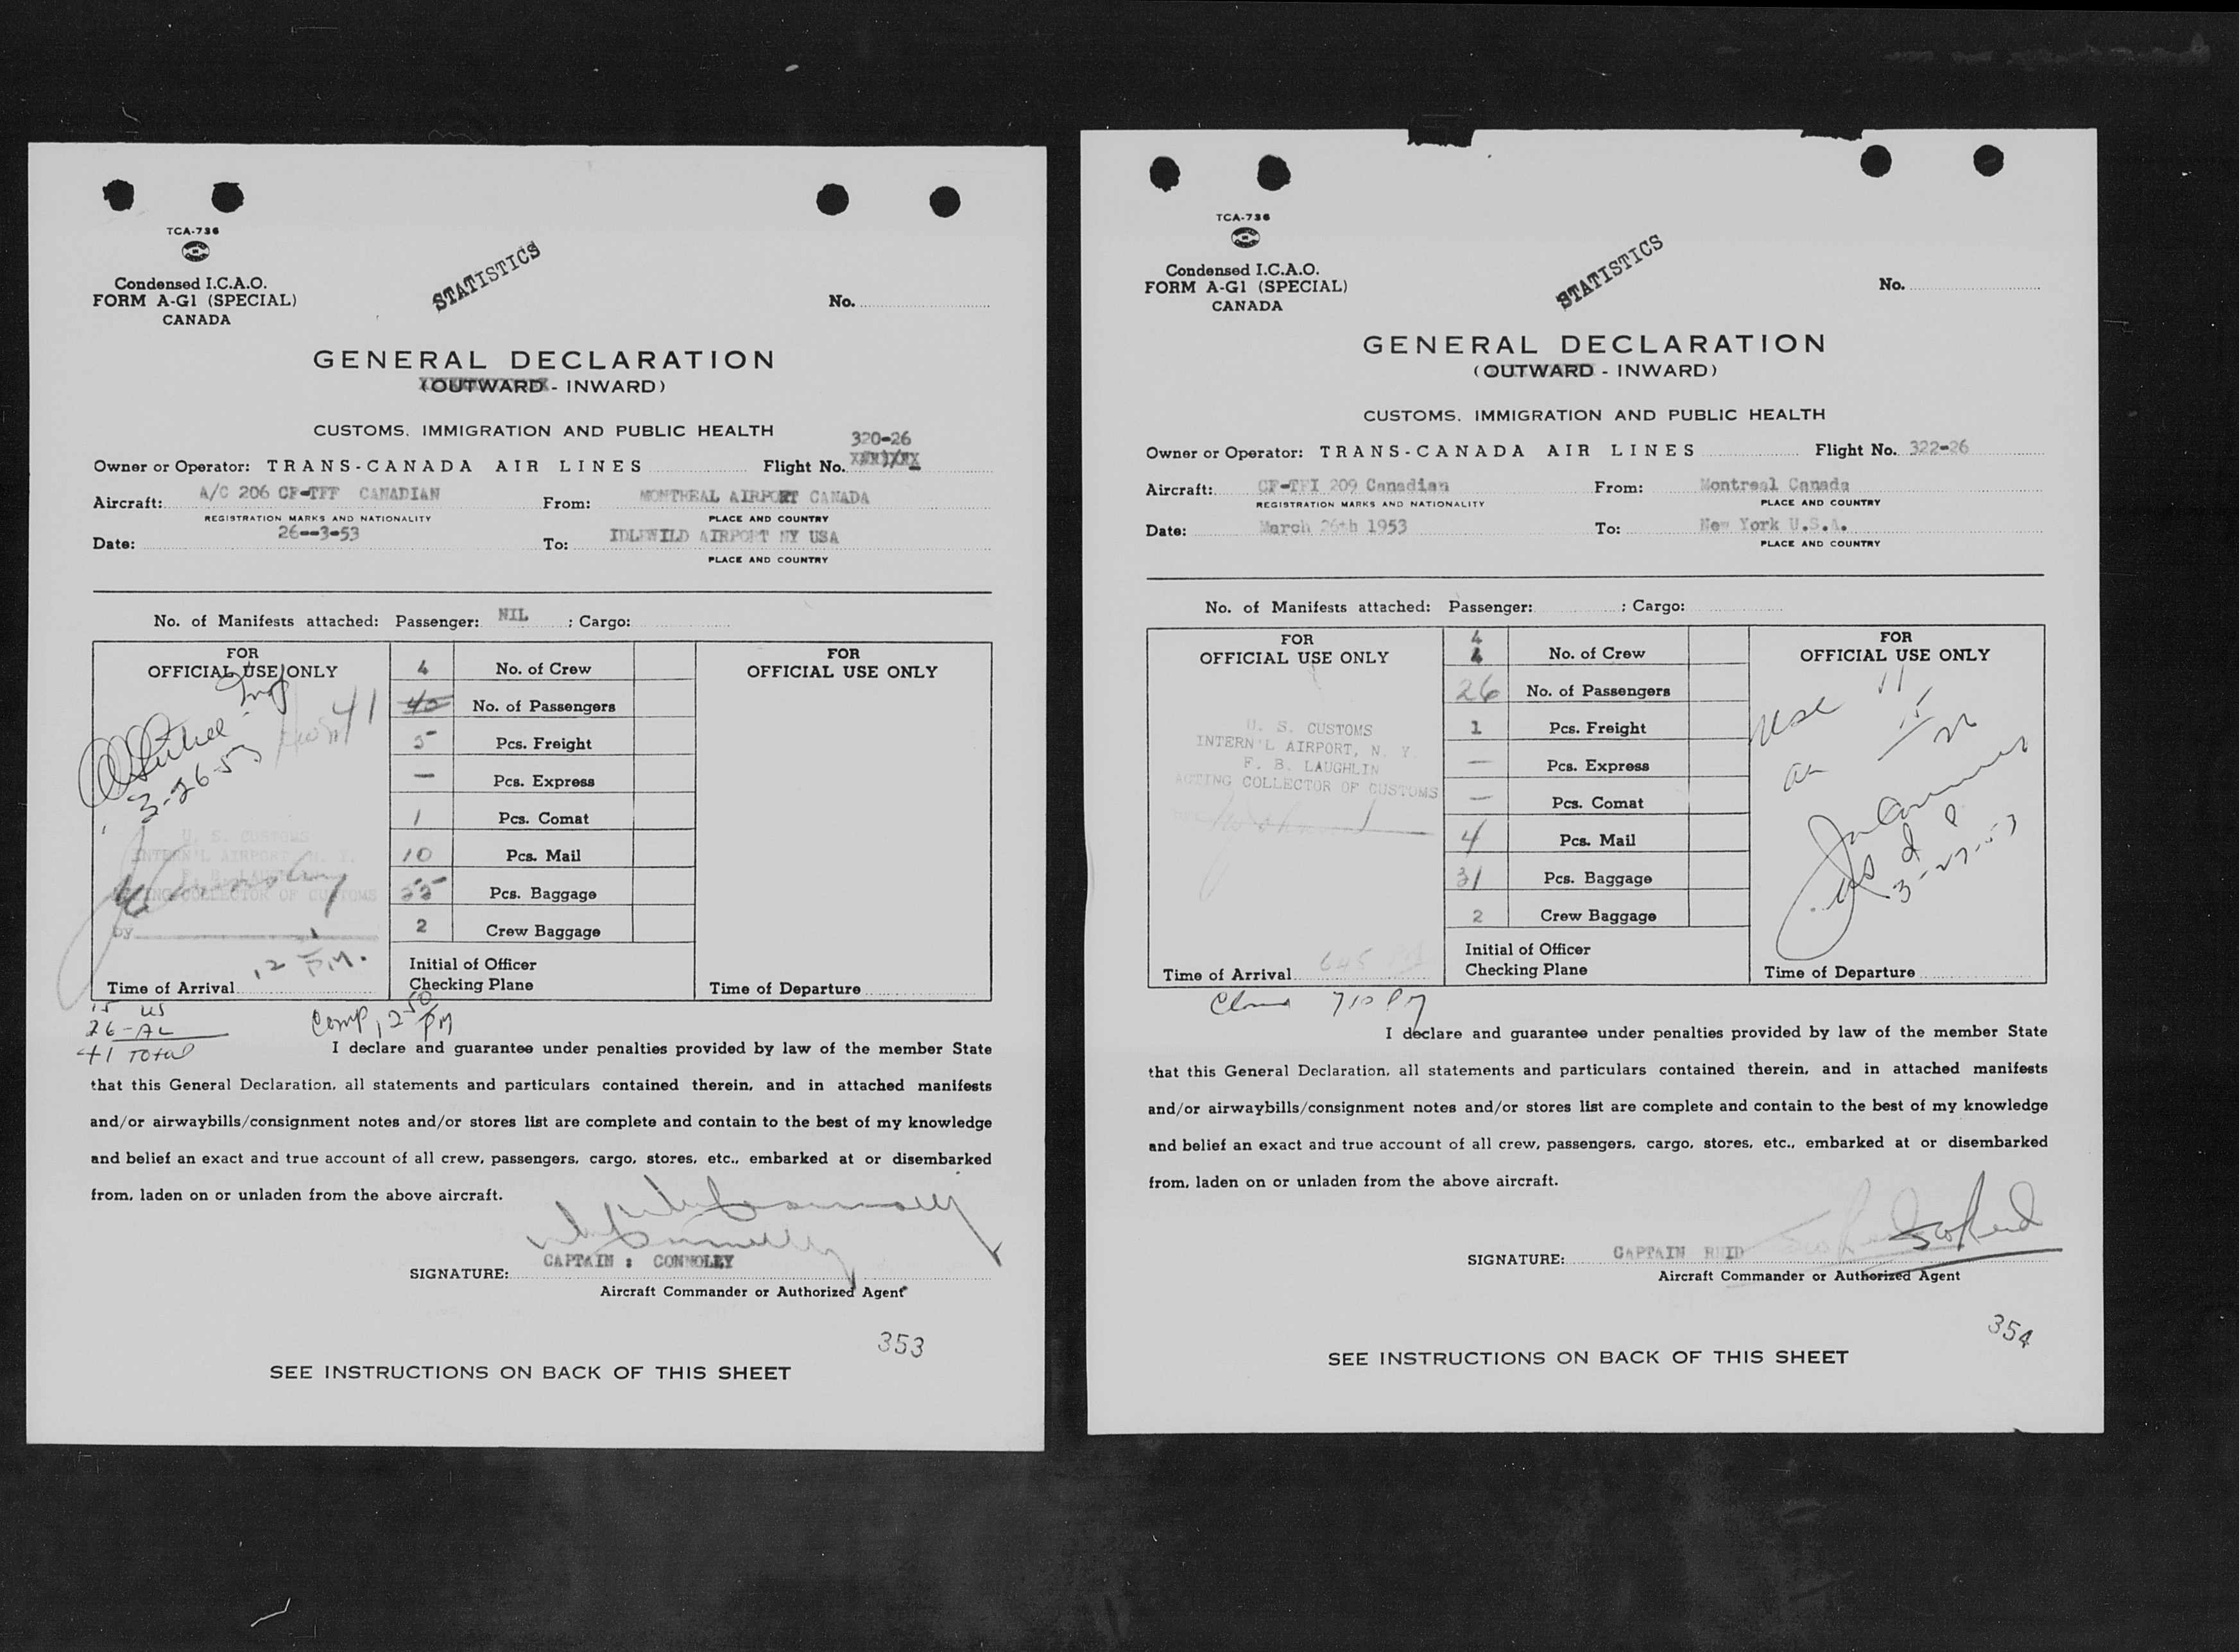 TCA-736
Condensed I.C.A.O.
FORM A-G1 (SPECIAL)
CANADA
STATISTICS
No.
GENERAL DECLARATION
(OUTWARD - INWARD)
CUSTOMS, IMMIGRATION AND PUBLIC HEALTH
320-26
Owner or Operator: TRANS-CANADA AIR LINES Flight No.
Aircraft: A/C 206 CF-TFF CANADIAN From: MONTREAL AIRPORT CANADA
REGISTRATION MARKS AND NATIONALITY PLACE AND COUNTRY
Date: 26--3-53 To: IDLEWILD AIRPORT NY USA
PLACE AND COUNTRY
No. of Manifests attached: Passenger: NIL ; Cargo:
FOR
OFFICIAL USE ONLY
41
3-26-53
U. S. CUSTOMS
INTERN'L AIRPORT, N. Y.
F. B. LAUGHLIN
ACTING COLLECTOR OF CUSTOMS
by
Time of Arrival 12 PM.
4 No. of Crew
40 No. of Passengers
5 Pcs. Freight
— Pcs. Express
1 Pcs. Comat
10 Pcs. Mail
55 Pcs. Baggage
2 Crew Baggage
Initial of Officer
Checking Plane
FOR
OFFICIAL USE ONLY
Time of Departure
15 US
26-AL
41 Total
Comp, 250 PM
I declare and guarantee under penalties provided by law of the member State
that this General Declaration, all statements and particulars contained therein, and in attached manifests
and/or airwaybills/consignment notes and/or stores list are complete and contain to the best of my knowledge
and belief an exact and true account of all crew, passengers, cargo, stores, etc., embarked at or disembarked
from, laden on or unladen from the above aircraft.
SIGNATURE: CAPTAIN : CONNOLLY
Aircraft Commander or Authorized Agent
353
SEE INSTRUCTIONS ON BACK OF THIS SHEET
TCA-736
Condensed I.C.A.O.
FORM A-G1 (SPECIAL)
CANADA
STATISTICS
No.
GENERAL DECLARATION
(OUTWARD - INWARD)
CUSTOMS, IMMIGRATION AND PUBLIC HEALTH
Owner or Operator: TRANS-CANADA AIR LINES Flight No. 322-26
Aircraft: CF-TFI 209 Canadian From: Montreal Canada
REGISTRATION MARKS AND NATIONALITY PLACE AND COUNTRY
Date: March 26th 1953 To: New York U.S.A.
PLACE AND COUNTRY
No. of Manifests attached: Passenger: ; Cargo:
FOR
OFFICIAL USE ONLY
U. S. CUSTOMS
INTERN'L AIRPORT, N. Y.
F. B. LAUGHLIN
ACTING COLLECTOR OF CUSTOMS
Time of Arrival 645
4
4 No. of Crew
26 No. of Passengers
1 Pcs. Freight
— Pcs. Express
— Pcs. Comat
4 Pcs. Mail
31 Pcs. Baggage
2 Crew Baggage
Initial of Officer
Checking Plane
FOR
OFFICIAL USE ONLY
11
15
26
3-27-53
Time of Departure
710 PM
I declare and guarantee under penalties provided by law of the member State
that this General Declaration, all statements and particulars contained therein, and in attached manifests
and/or airwaybills/consignment notes and/or stores list are complete and contain to the best of my knowledge
and belief an exact and true account of all crew, passengers, cargo, stores, etc., embarked at or disembarked
from, laden on or unladen from the above aircraft.
SIGNATURE: CAPTAIN REID
Aircraft Commander or Authorized Agent
354
SEE INSTRUCTIONS ON BACK OF THIS SHEET